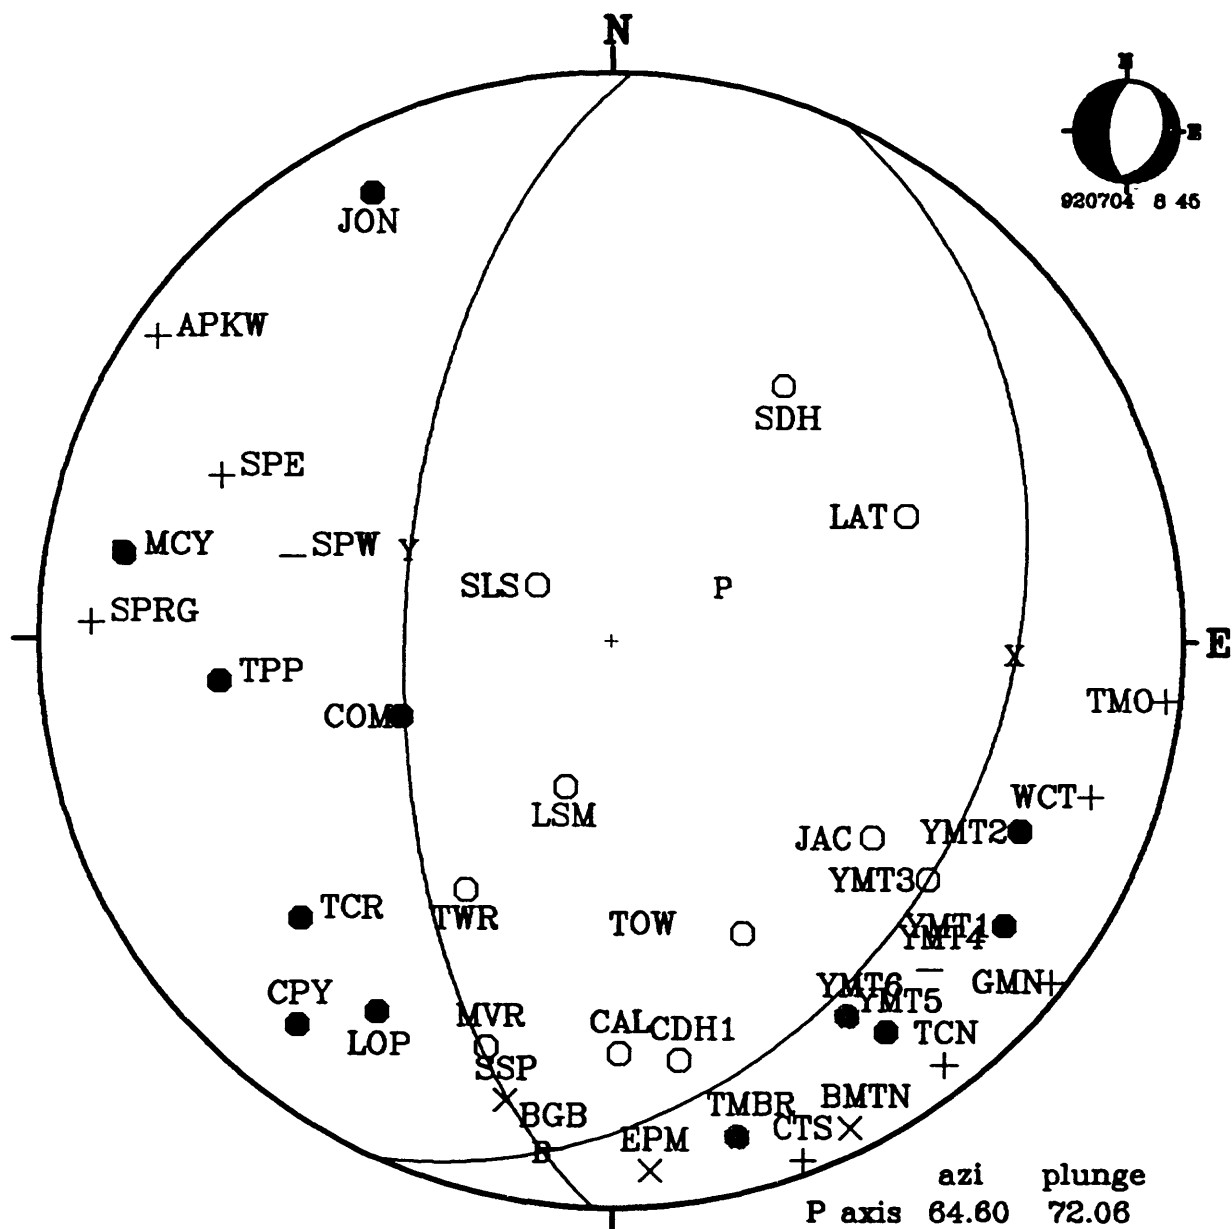 N
N
E
920704 8 45
JON
APKW
SDH
SPE
LAT
MCY
SPW
Y
SLS
P
SPRG
E
TPP
X
TMO
COM
LSM
WCT
JAC
YMT2
YMT3
TCR
TWR
TOW
YMT1
YMT4
CPY
YMT6
GMN
YMT5
LOP
MVR
CAL
CDH1
TCN
SSP
BGB
TMBR
BMTN
CTS
EPM
B
azi plunge
P axis 64.60 72.06